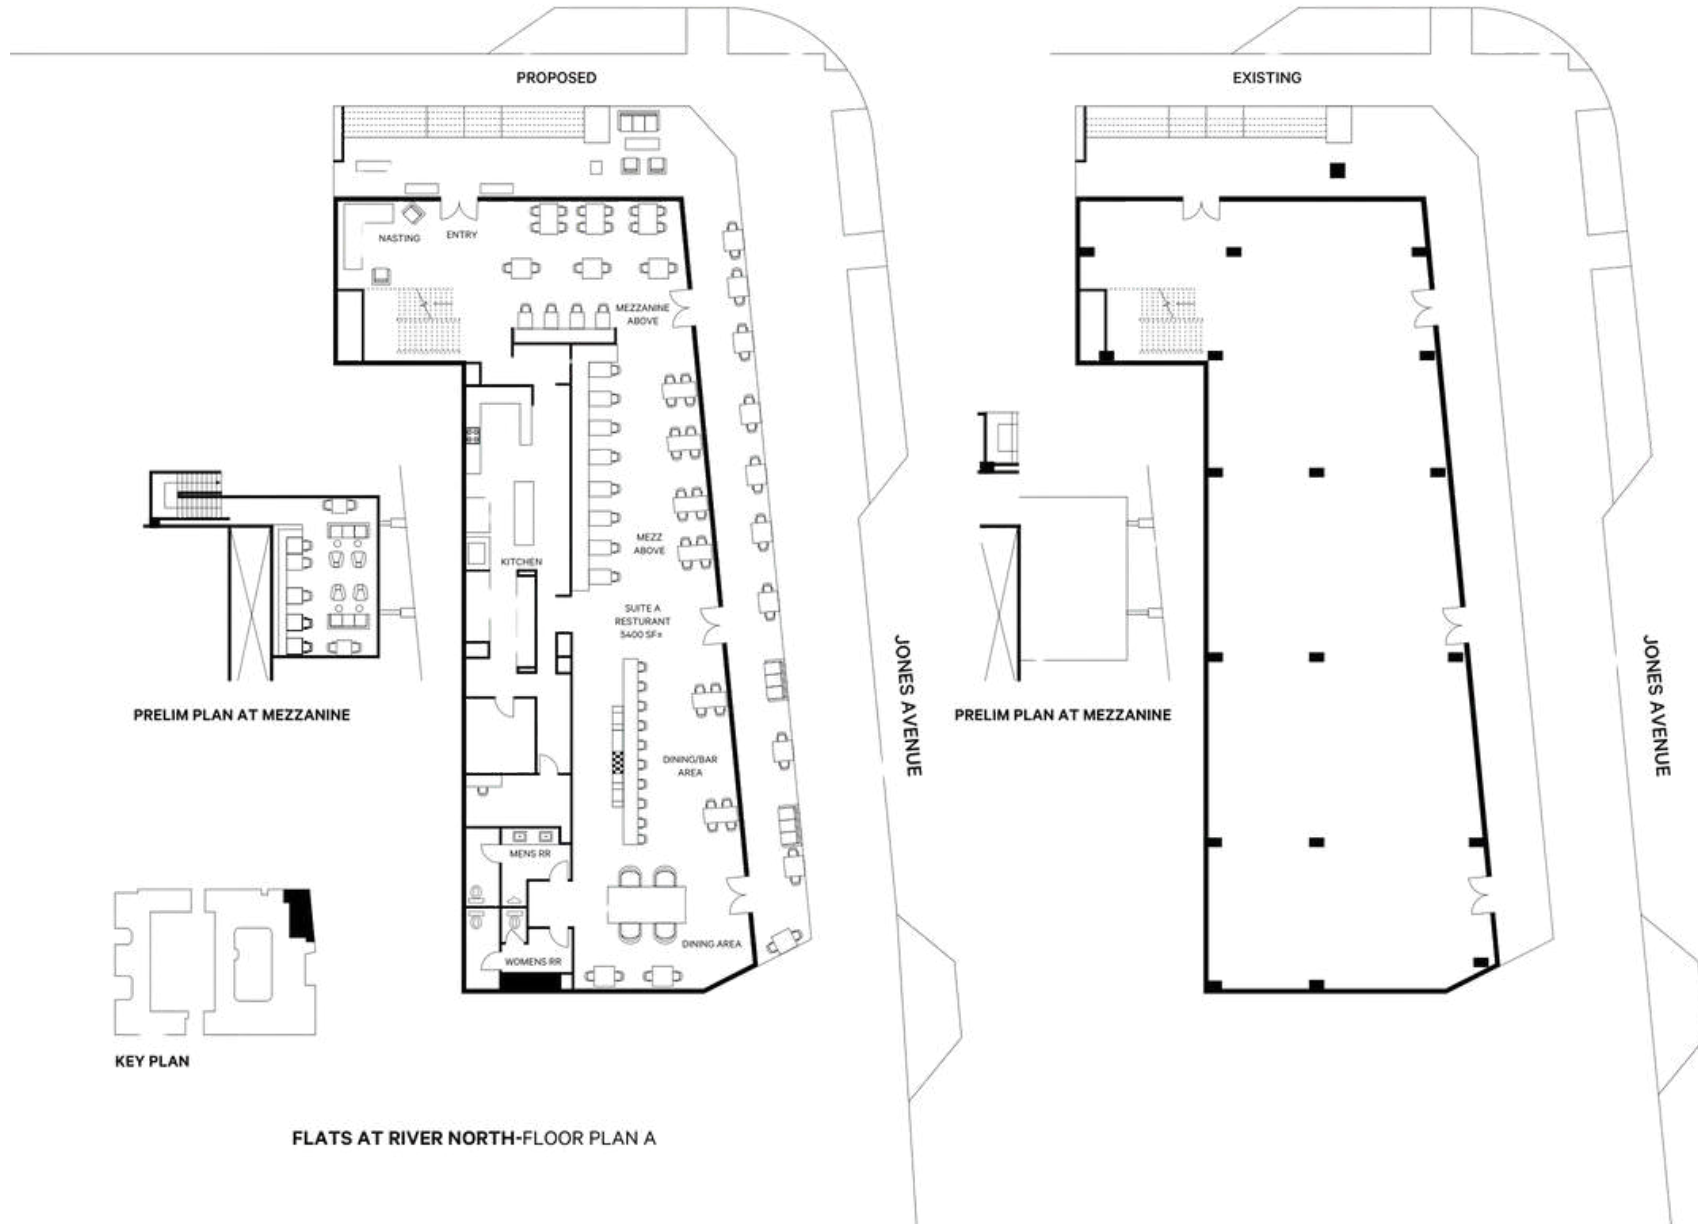 PROPOSED
EXISTING
NASTING
ENTRY
MEZZANINE
ABOVE
MEZZ
ABOVE
KITCHEN
SUITE A
RESTURANT
5400 SF±
JONES AVENUE
JONES AVENUE
PRELIM PLAN AT MEZZANINE
PRELIM PLAN AT MEZZANINE
DINING/BAR
AREA
MENS RR
DINING AREA
WOMENS RR
KEY PLAN
FLATS AT RIVER NORTH-FLOOR PLAN A